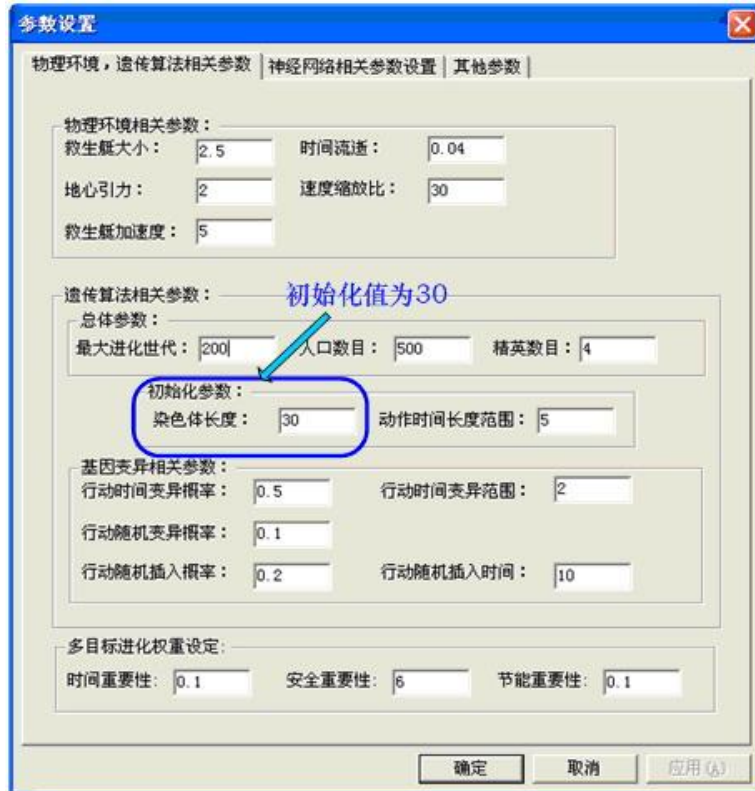 参数设置
物理环境，遗传算法相关参数 神经网络相关参数设置 其他参数
物理环境相关参数：
救生艇大小： 2.5 时间流逝： 0.04
地心引力： 2 速度缩放比： 30
救生艇加速度： 5
遗传算法相关参数： 初始化值为30
总体参数：
最大进化世代： 200 人口数目： 500 精英数目： 4
初始化参数：
染色体长度： 30 动作时间长度范围： 5
基因变异相关参数：
行动时间变异概率： 0.5 行动时间变异范围： 2
行动随机变异概率： 0.1
行动随机插入概率： 0.2 行动随机插入时间： 10
多目标进化权重设定:
时间重要性: 0.1 安全重要性: 6 节能重要性: 0.1
确定 取消 应用(A)